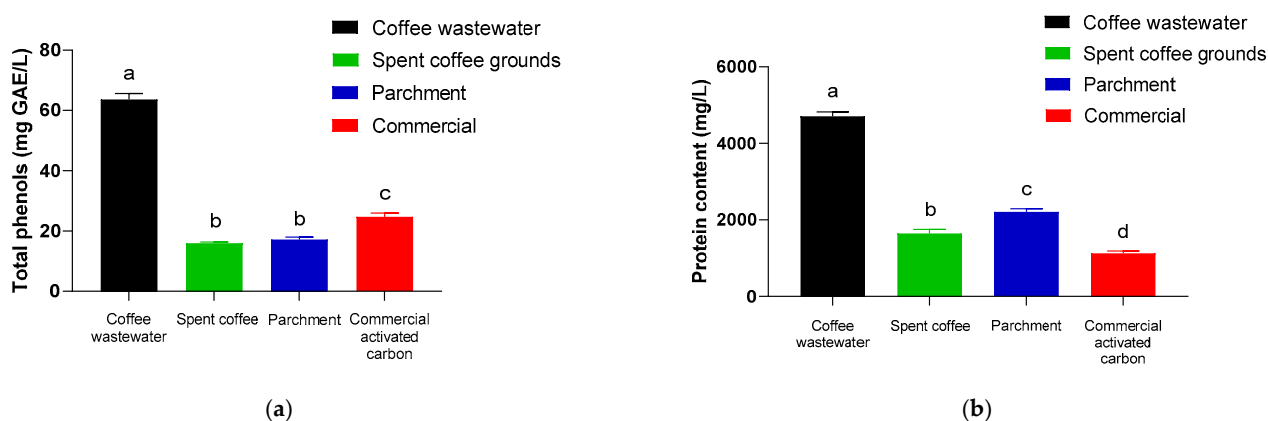 Coffee wastewater
Spent coffee grounds
Parchment
Commercial
Total phenols (mg GAE/L)
80
60
40
20
0
a
b
b
c
Coffee
wastewater
Spent coffee
Parchment
Commercial
activated
carbon
(a)
Coffee wastewater
Spent coffee grounds
Parchment
Commercial
Protein content (mg/L)
6000
4000
2000
0
a
b
c
d
Coffee
wastewater
Spent coffee
Parchment
Commercial
activated
carbon
(b)